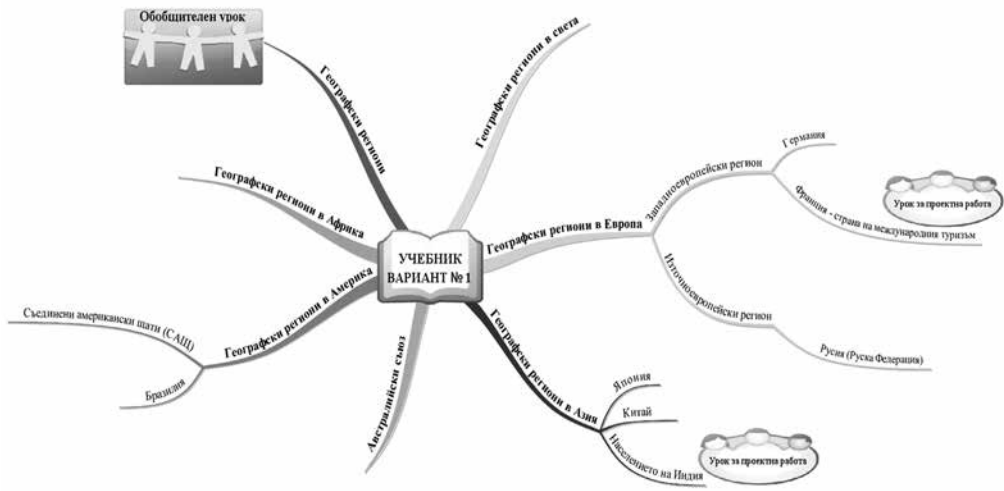 Обобщителен урок
Географски региони
Географски региони в света
Географски региони в Африка
Географски региони в Европа
Западноевропейски регион
Германия
Франция - страна на международния туризъм
Урок за проектна работа
Източноевропейски регион
Русия (Руска Федерация)
УЧЕБНИК
ВАРИАНТ № 1
Географски региони в Америка
Съединени американски щати (САЩ)
Бразилия
Австралийски съюз
Географски региони в Азия
Япония
Китай
Населението на Индия
Урок за проектна работа